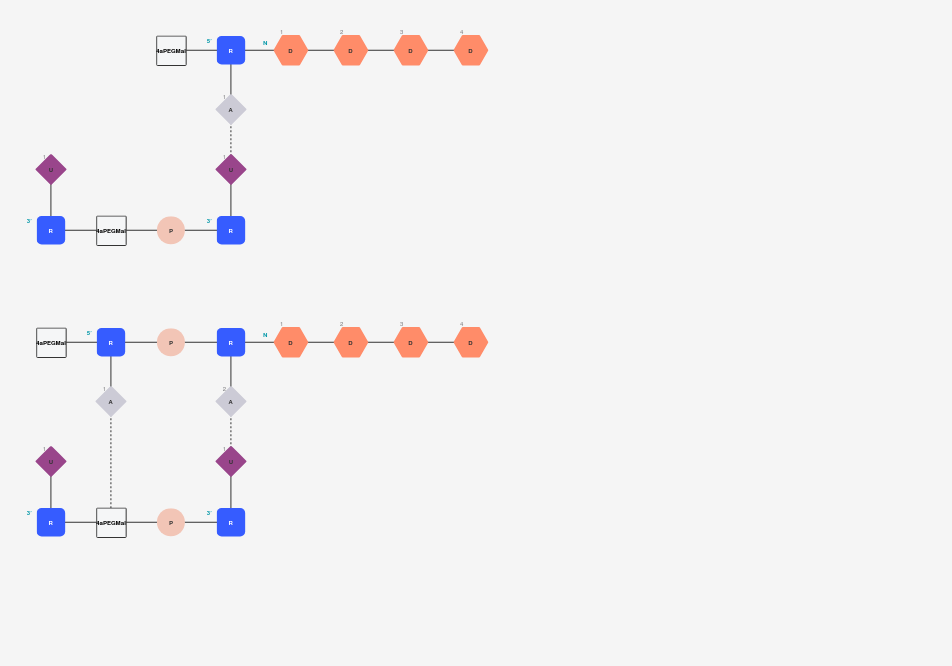 1 2 3 4
5' N
4aPEGMal R D D D D
1
A
1 1
U U
3' 3'
R 4aPEGMal P R
1 2 3 4
5' N
4aPEGMal R P R D D D D
1 2
A A
1 1
U U
3' 3'
R 4aPEGMal P R